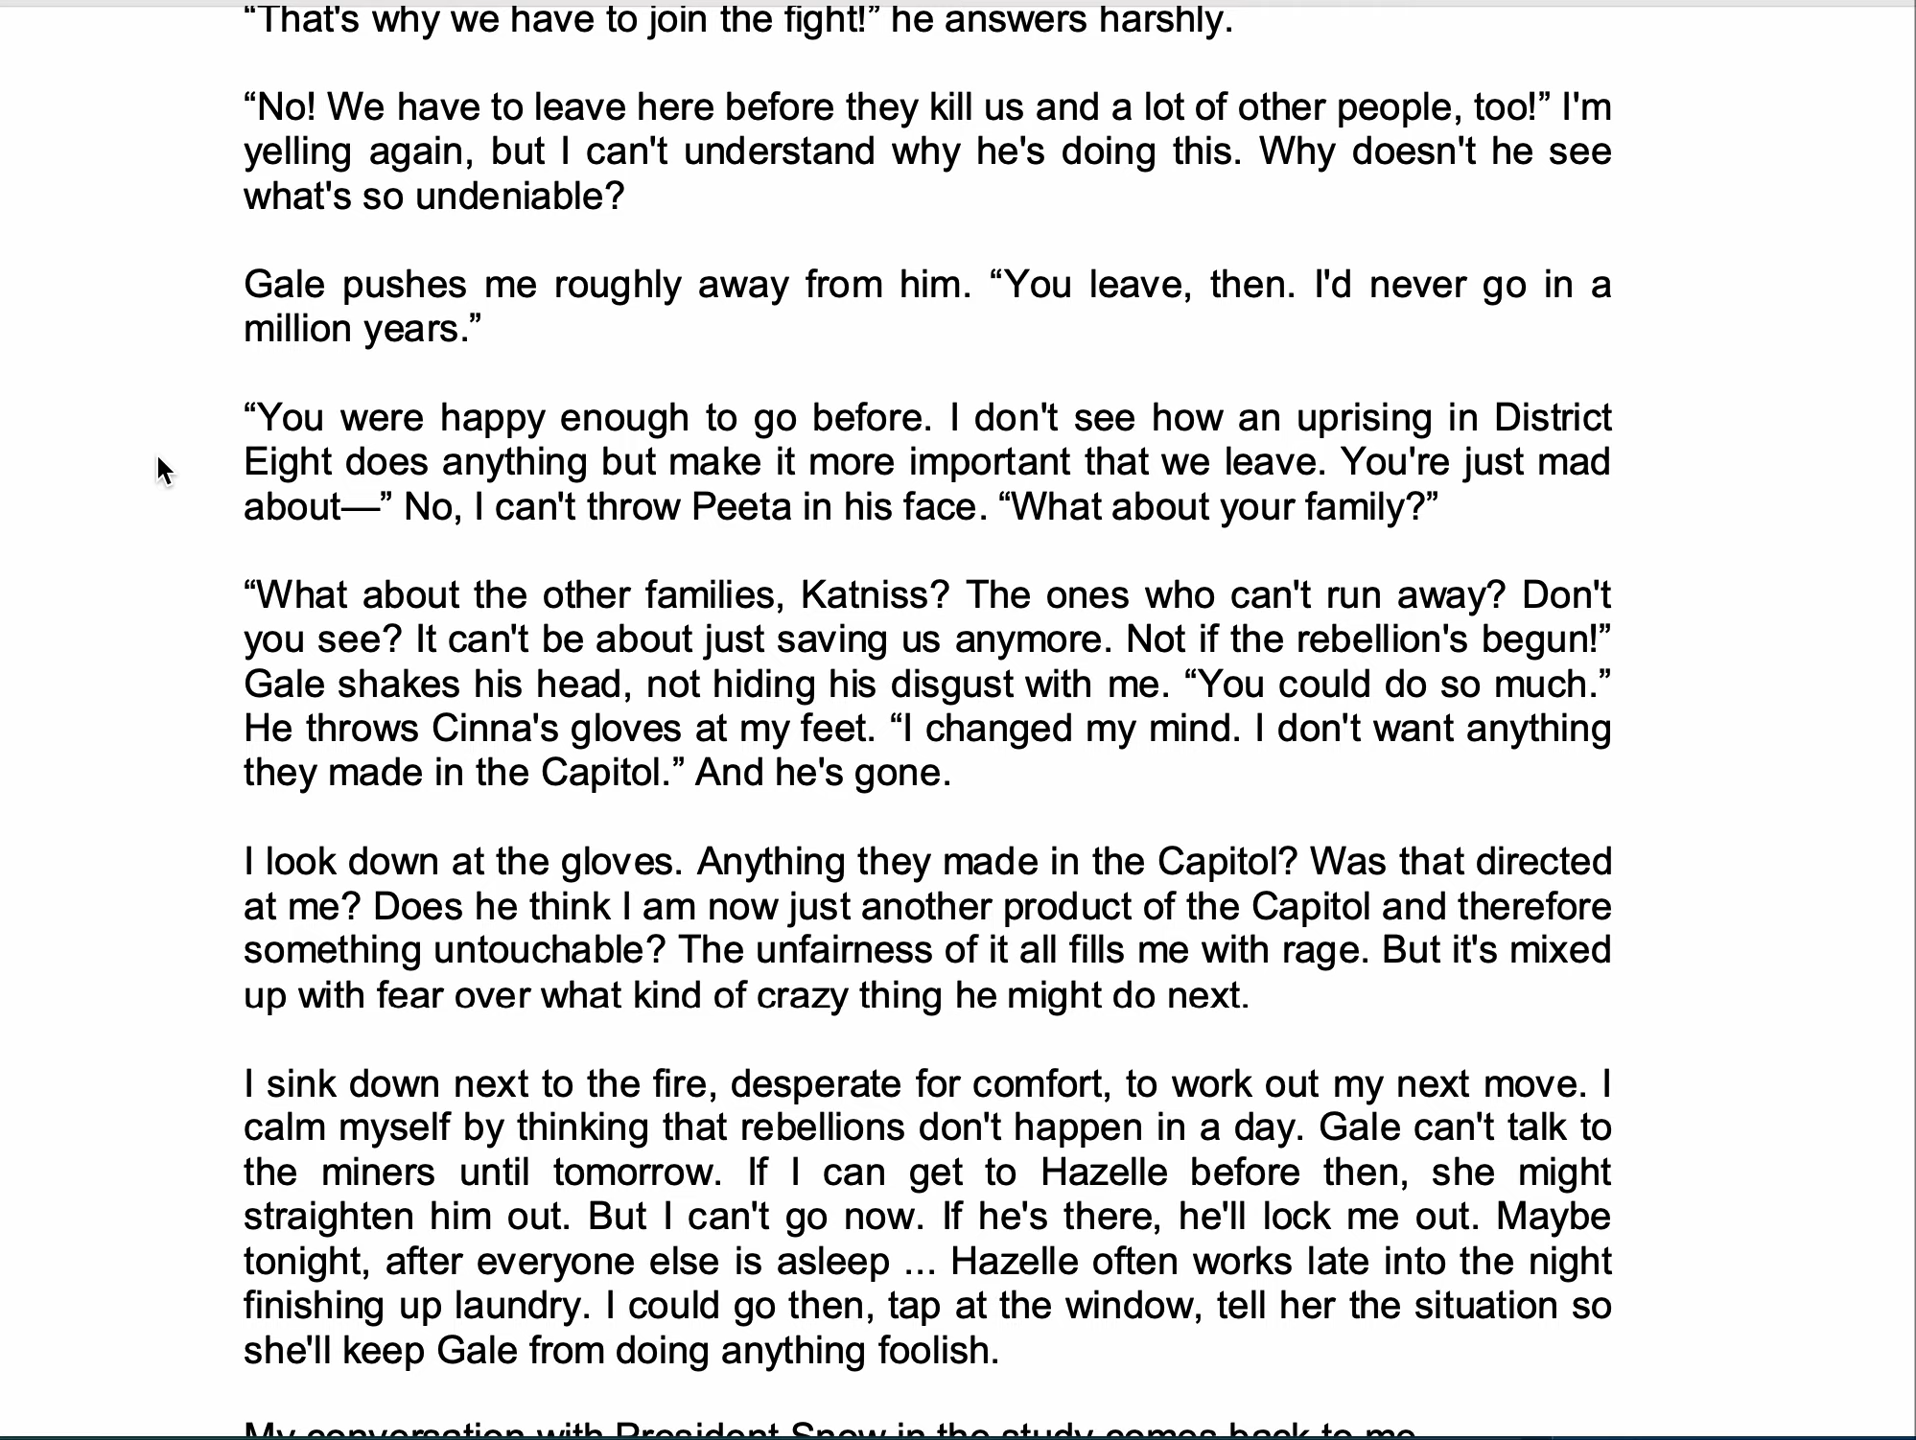 “That's why we have to join the fight!” he answers harshly.
“No! We have to leave here before they kill us and a lot of other people, too!” I'm
yelling again, but I can't understand why he's doing this. Why doesn't he see
what's so undeniable?
Gale pushes me roughly away from him. “You leave, then. I'd never go in a
million years.”
“You were happy enough to go before. I don't see how an uprising in District
Eight does anything but make it more important that we leave. You're just mad
about—” No, I can't throw Peeta in his face. “What about your family?”
“What about the other families, Katniss? The ones who can't run away? Don't
you see? It can't be about just saving us anymore. Not if the rebellion's begun!”
Gale shakes his head, not hiding his disgust with me. “You could do so much.”
He throws Cinna's gloves at my feet. “I changed my mind. I don't want anything
they made in the Capitol.” And he's gone.
I look down at the gloves. Anything they made in the Capitol? Was that directed
at me? Does he think I am now just another product of the Capitol and therefore
something untouchable? The unfairness of it all fills me with rage. But it's mixed
up with fear over what kind of crazy thing he might do next.
I sink down next to the fire, desperate for comfort, to work out my next move. I
calm myself by thinking that rebellions don't happen in a day. Gale can't talk to
the miners until tomorrow. If I can get to Hazelle before then, she might
straighten him out. But I can't go now. If he's there, he'll lock me out. Maybe
tonight, after everyone else is asleep ... Hazelle often works late into the night
finishing up laundry. I could go then, tap at the window, tell her the situation so
she'll keep Gale from doing anything foolish.
My conversation with President Snow in the study comes back to me